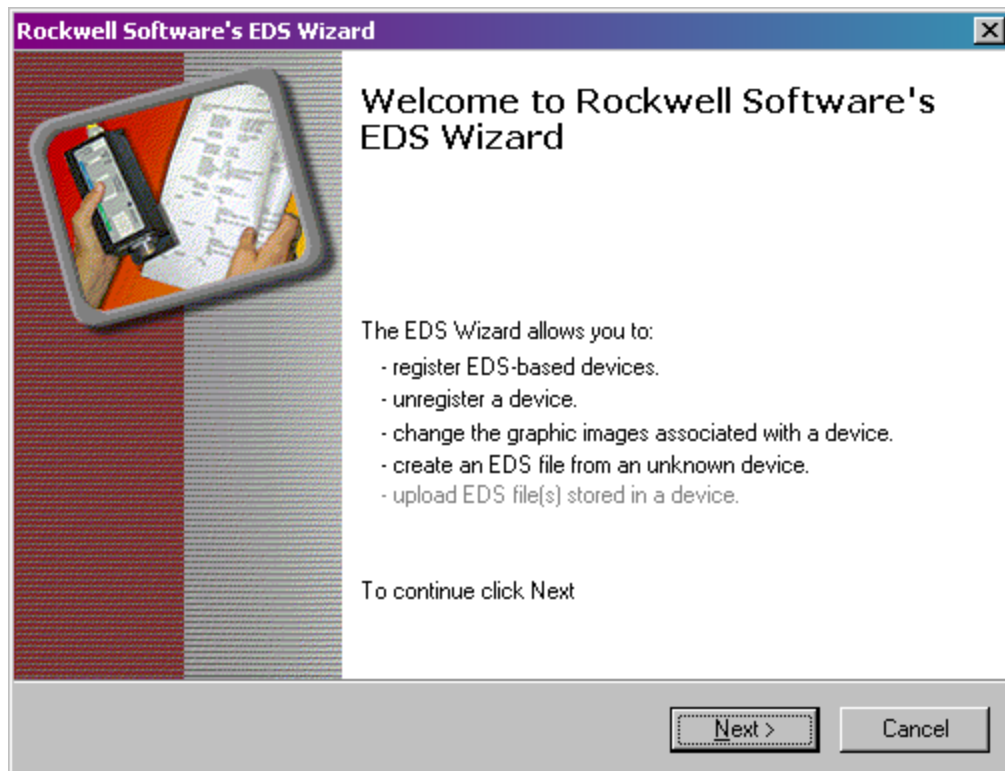 Rockwell Software's EDS Wizard
Welcome to Rockwell Software's
EDS Wizard
The EDS Wizard allows you to:
- register EDS-based devices.
- unregister a device.
- change the graphic images associated with a device.
- create an EDS file from an unknown device.
- upload EDS file(s) stored in a device.
To continue click Next
Next >
Cancel